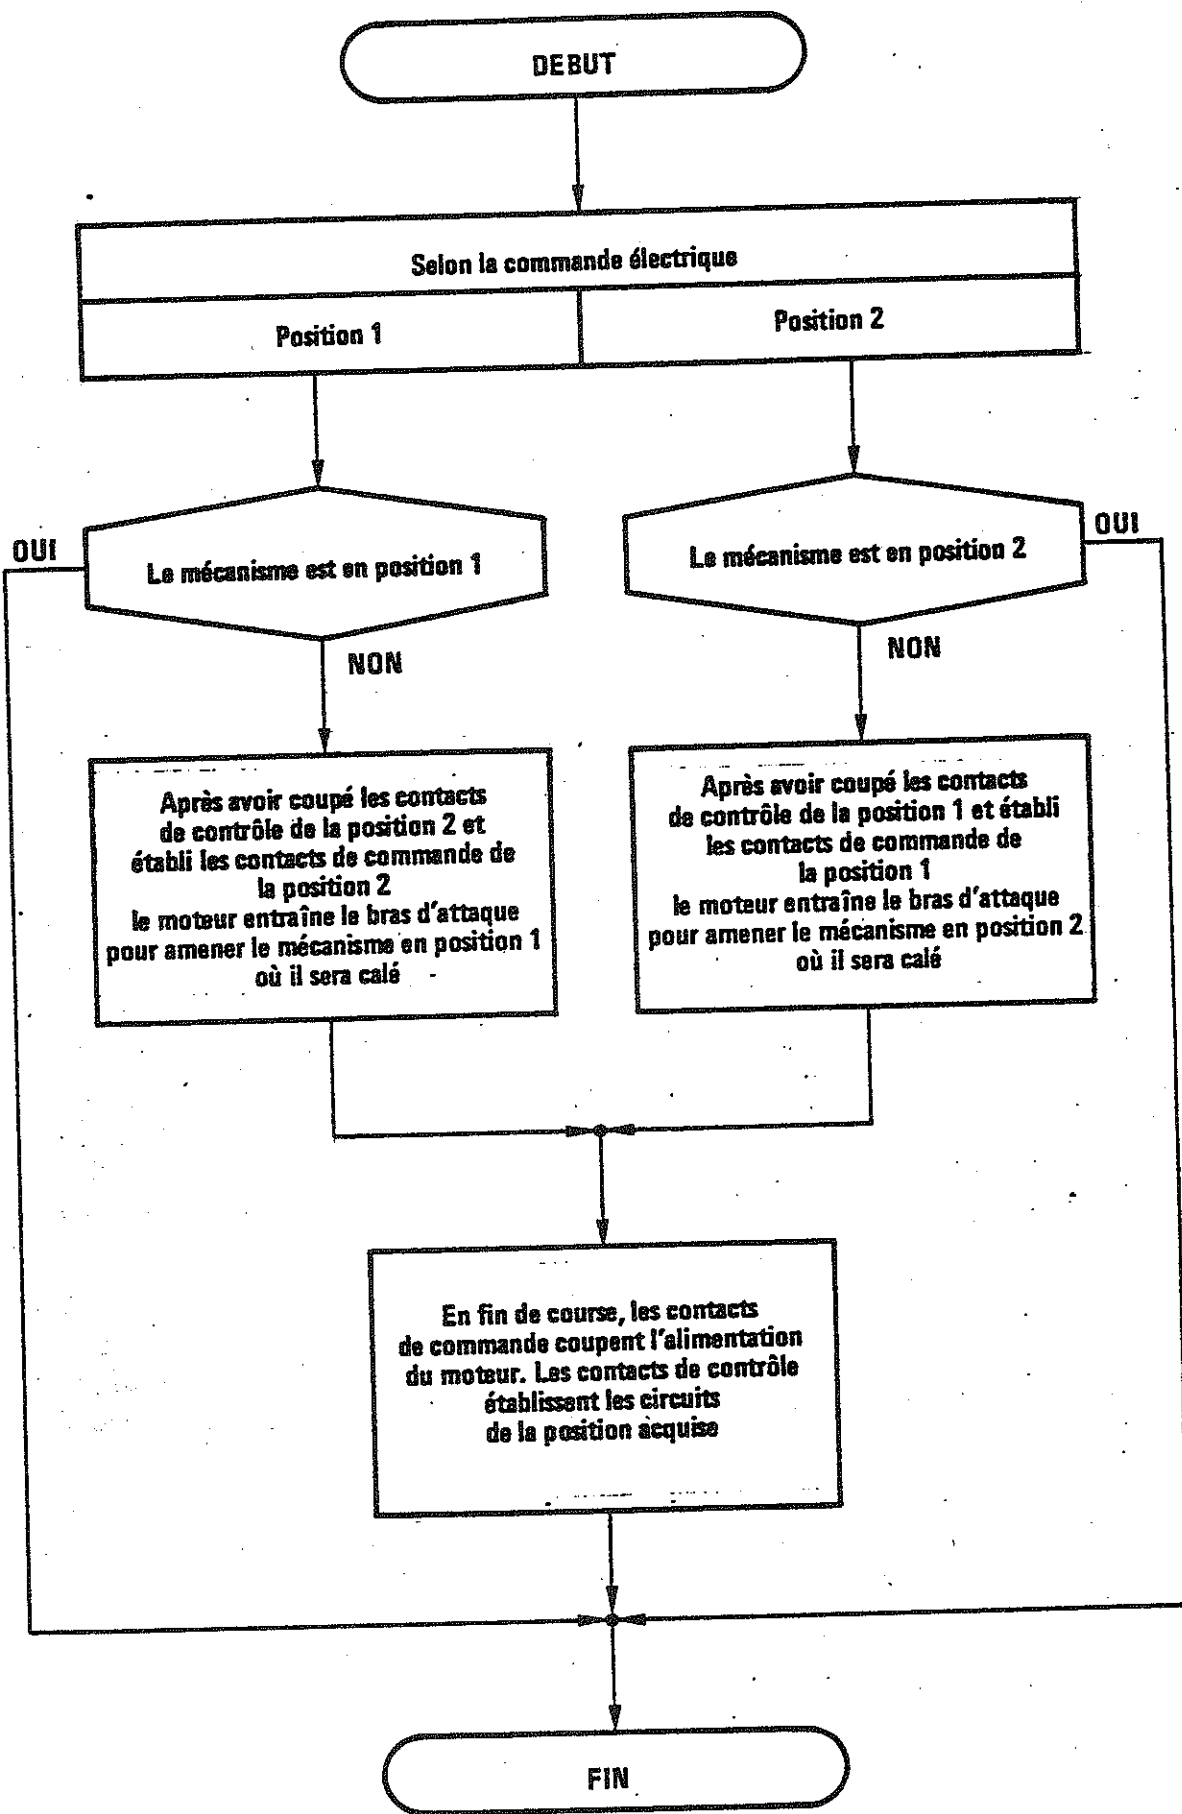 DEBUT
Selon la commande électrique
Position 1
Position 2
OUI
Le mécanisme est en position 1
NON
Le mécanisme est en position 2
OUI
NON
Après avoir coupé les contacts
de contrôle de la position 2 et
établi les contacts de commande de
la position 2
le moteur entraîne le bras d'attaque
pour amener le mécanisme en position 1
où il sera calé
Après avoir coupé les contacts
de contrôle de la position 1 et établi
les contacts de commande de
la position 1
le moteur entraîne le bras d'attaque
pour amener le mécanisme en position 2
où il sera calé
En fin de course, les contacts
de commande coupent l'alimentation
du moteur. Les contacts de contrôle
établissent les circuits
de la position acquise
FIN